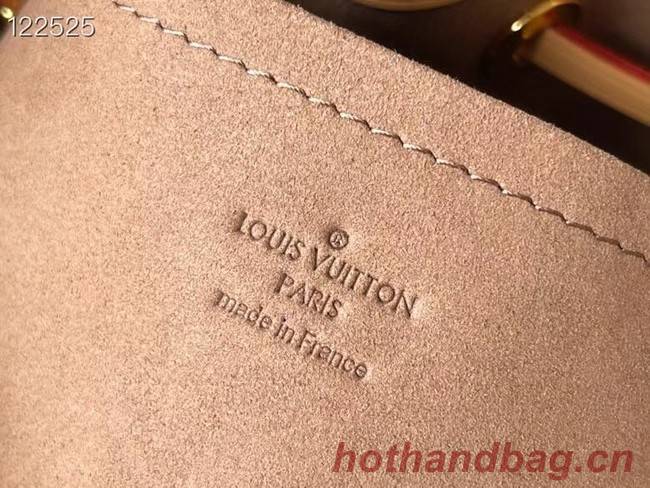 122525
®
LOUIS VUITTON
PARIS
made in France
hothandbag.cn